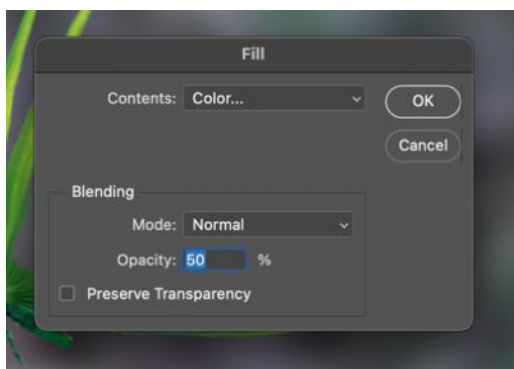 Fill
Contents: Color... OK
Cancel
Blending
Mode: Normal
Opacity: 50 %
Preserve Transparency